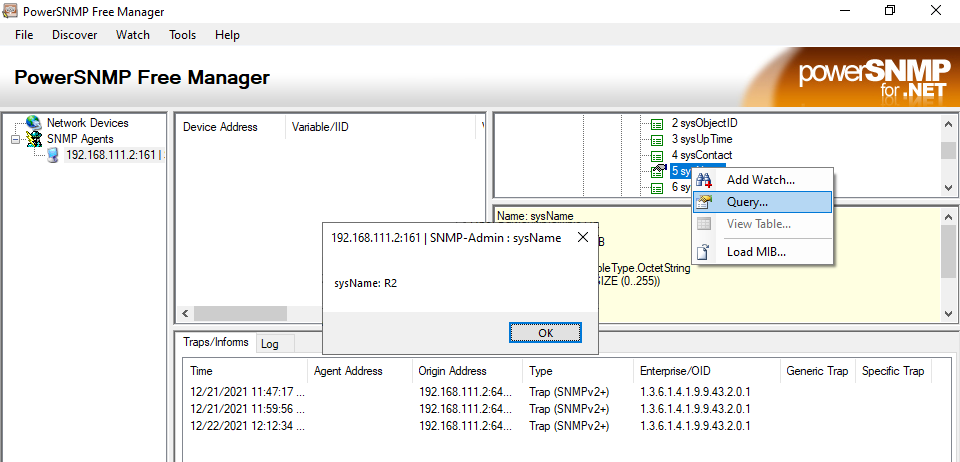 PowerSNMP Free Manager
File Discover Watch Tools Help
PowerSNMP Free Manager
powerSNMP
for .NET
Network Devices
SNMP Agents
192.168.111.2:161 |
Device Address Variable/IID
2 sysObjectID
3 sysUpTime
4 sysContact
5
6
Add Watch...
Query...
View Table...
Load MIB...
Name: sysName
B
bleType.OctetString
SIZE (0..255))
192.168.111.2:161 | SNMP-Admin : sysName
sysName: R2
OK
Traps/Informs Log
Time Agent Address Origin Address Type Enterprise/OID Generic Trap Specific Trap
12/21/2021 11:47:17 ... 192.168.111.2:64... Trap (SNMPv2+) 1.3.6.1.4.1.9.9.43.2.0.1
12/21/2021 11:59:56 ... 192.168.111.2:64... Trap (SNMPv2+) 1.3.6.1.4.1.9.9.43.2.0.1
12/22/2021 12:12:34 ... 192.168.111.2:64... Trap (SNMPv2+) 1.3.6.1.4.1.9.9.43.2.0.1